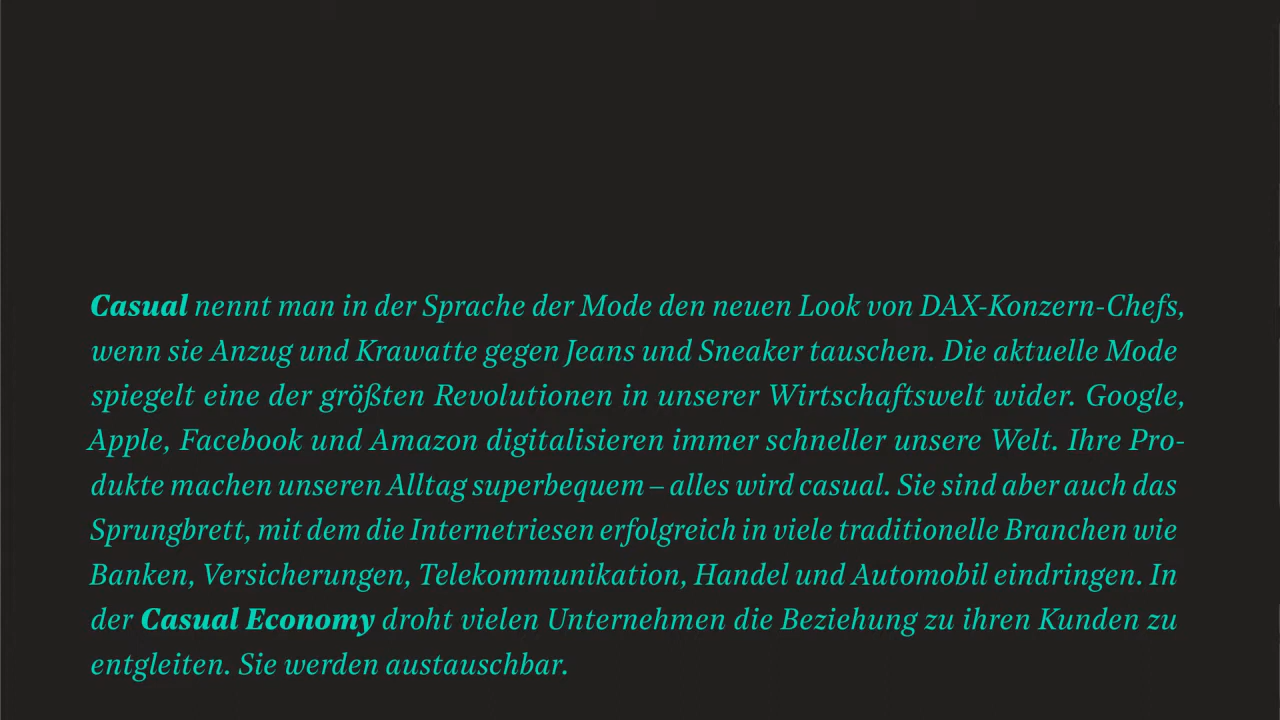 Casual nennt man in der Sprache der Mode den neuen Look von DAX-Konzern-Chefs,
wenn sie Anzug und Krawatte gegen Jeans und Sneaker tauschen. Die aktuelle Mode
spiegelt eine der größten Revolutionen in unserer Wirtschaftswelt wider. Google,
Apple, Facebook und Amazon digitalisieren immer schneller unsere Welt. Ihre Pro-
dukte machen unseren Alltag superbequem – alles wird casual. Sie sind aber auch das
Sprungbrett, mit dem die Internetriesen erfolgreich in viele traditionelle Branchen wie
Banken, Versicherungen, Telekommunikation, Handel und Automobil eindringen. In
der Casual Economy droht vielen Unternehmen die Beziehung zu ihren Kunden zu
entgleiten. Sie werden austauschbar.